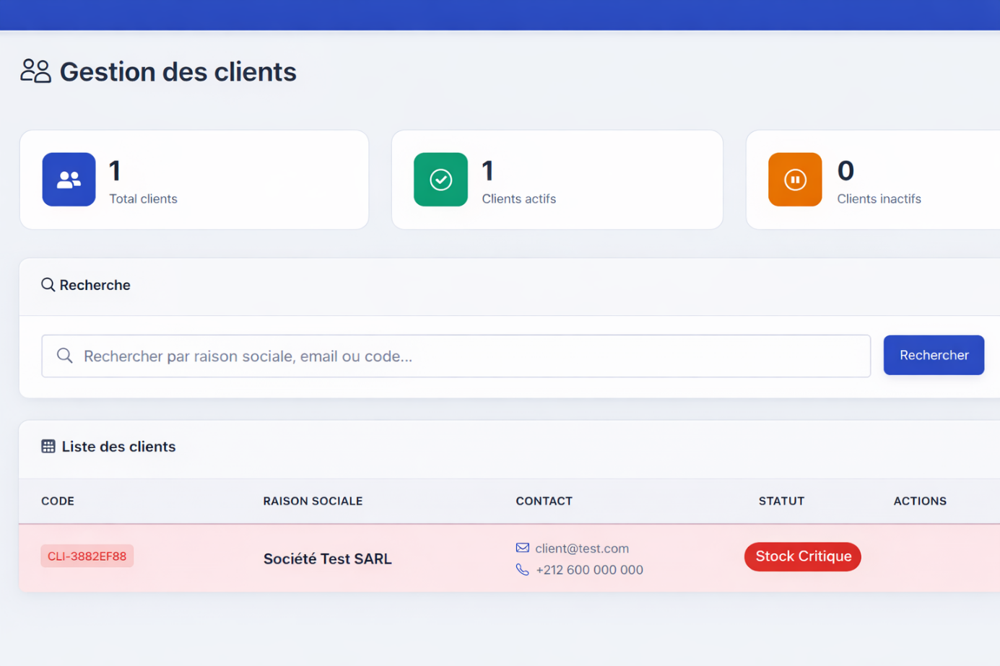 Gestion des clients
1
Total clients
1
Clients actifs
0
Clients inactifs
Recherche
Rechercher par raison sociale, email ou code...
Rechercher
Liste des clients
CODE RAISON SOCIALE CONTACT STATUT ACTIONS
CLI-3882EF88 Société Test SARL client@test.com Stock Critique
+212 600 000 000